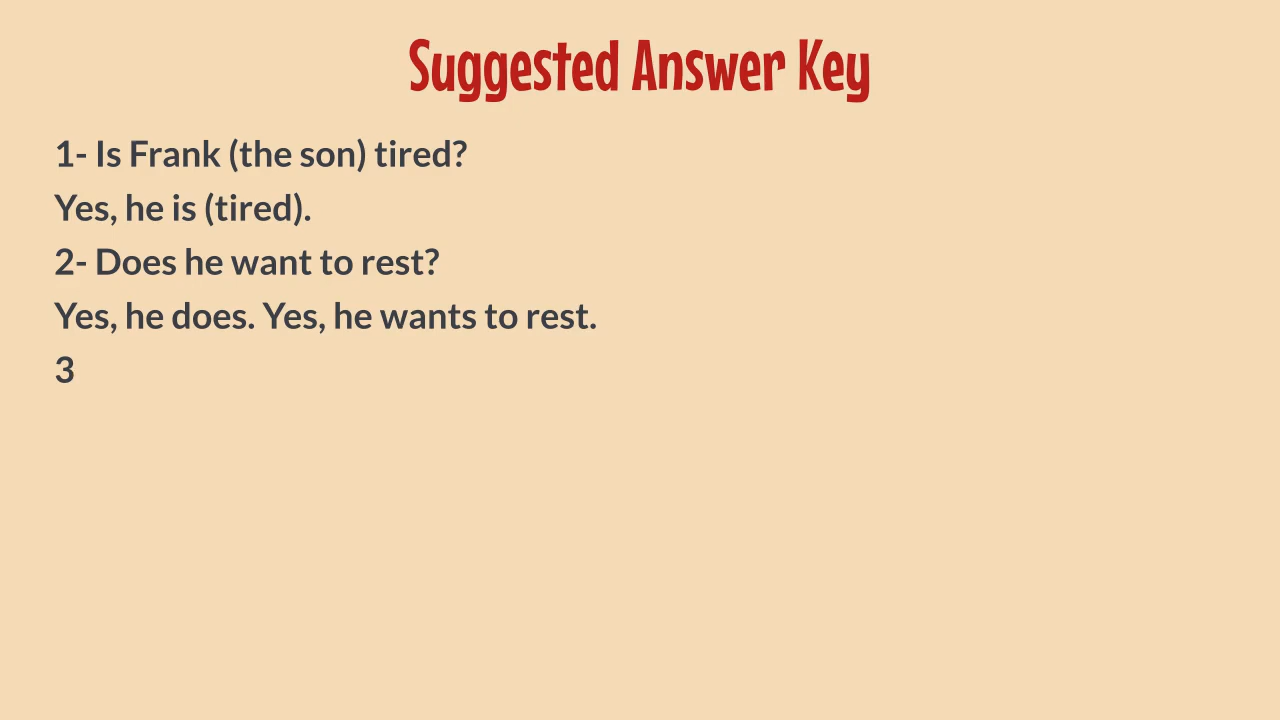 Suggested Answer Key
1- Is Frank (the son) tired?
Yes, he is (tired).
2- Does he want to rest?
Yes, he does. Yes, he wants to rest.
3